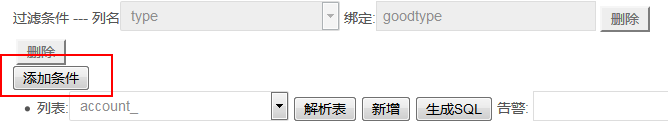 过滤条件 --- 列名 type 绑定: goodtype 删除
删除
添加条件
列表: account_ 解析表 新增 生成SQL 告警: